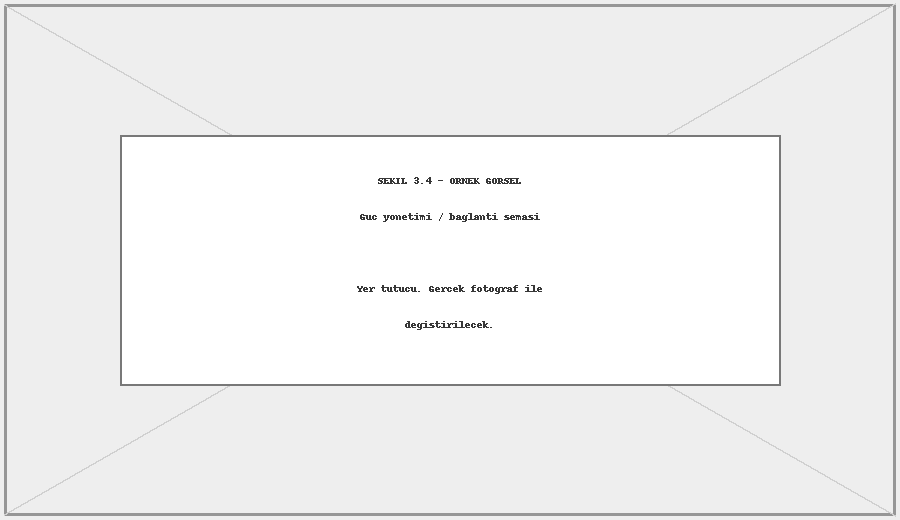 SEKIL 3.4 - ORNEK GORSEL
Guc yonetimi / baglanti semasi
Yer tutucu. Gercek fotograf ile
degistirilecek.